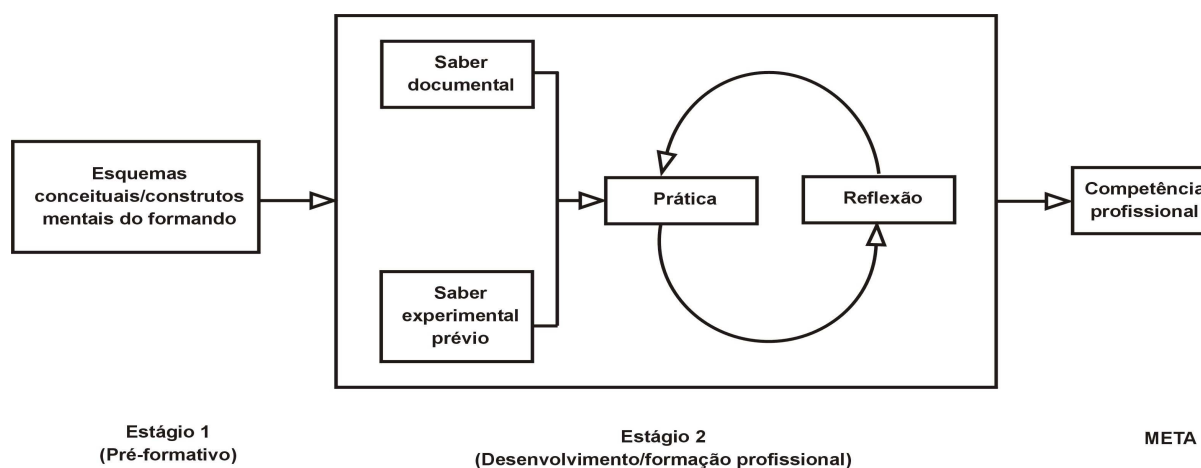 Esquemas
conceituais/construtos
mentais do formando
Saber
documental
Saber
experimental
prévio
Prática
Reflexão
Competência
profissional
Estágio 1
(Pré-formativo)
Estágio 2
(Desenvolvimento/formação profissional)
META